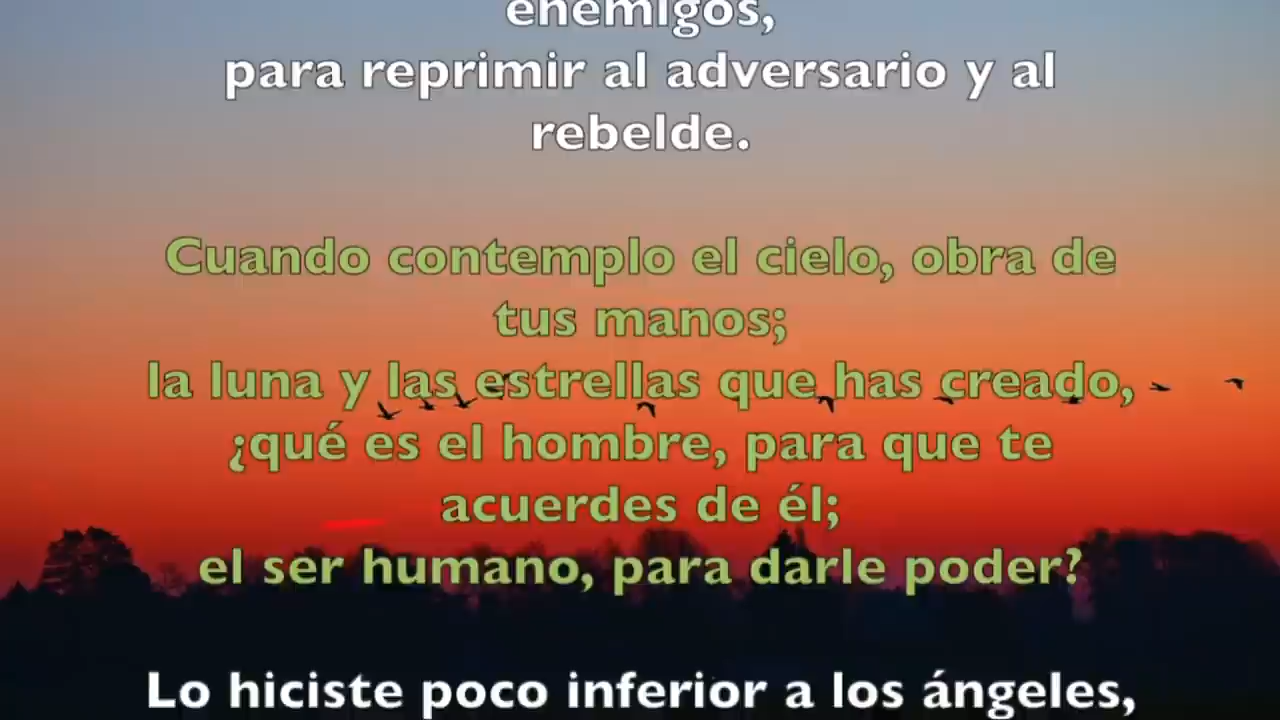 enemigos,
para reprimir al adversario y al
rebelde.
Cuando contemplo el cielo, obra de
tus manos;
la luna y las estrellas que has creado,
¿qué es el hombre, para que te
acuerdes de él;
el ser humano, para darle poder?
Lo hiciste poco inferior a los ángeles,